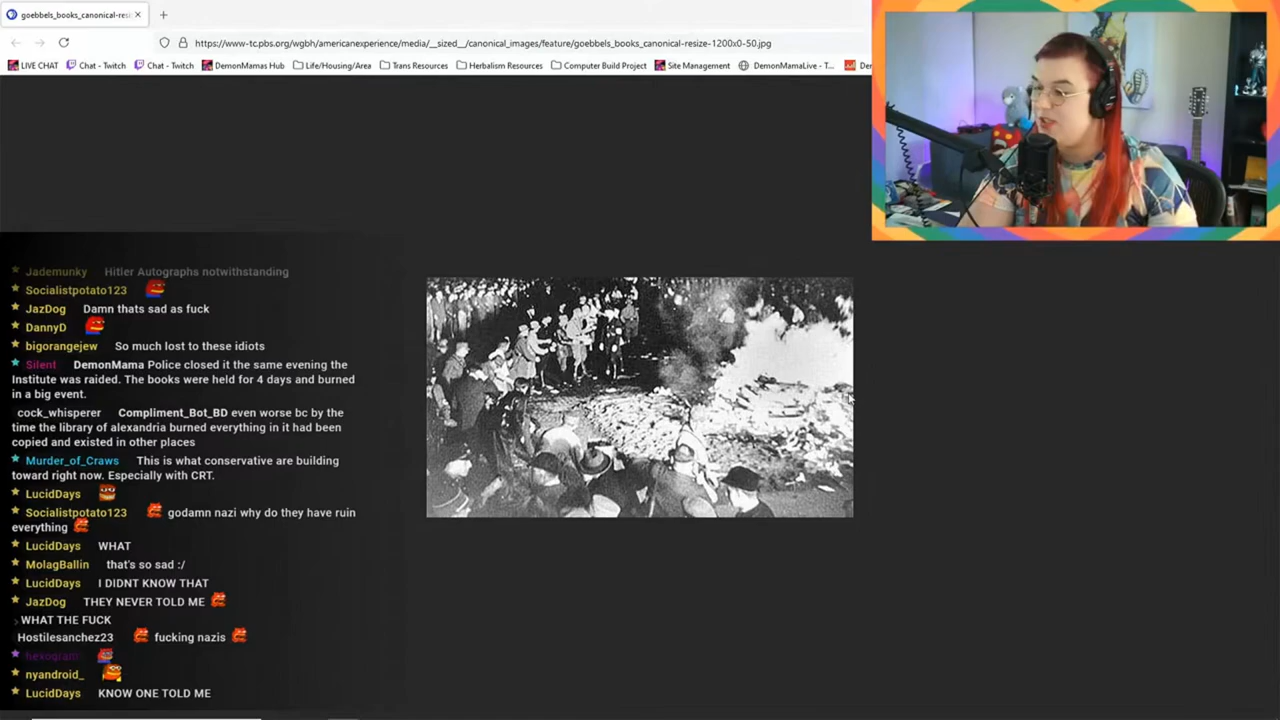 goebbels_books_canonical-res
https://www-tc.pbs.org/wgbh/americanexperience/media/__sized__/canonical_images/feature/goebbels_books_canonical-resize-1200x0-50.jpg
LIVE CHAT Chat - Twitch Chat - Twitch DemonMamas Hub Life/Housing/Area Trans Resources Herbalism Resources Computer Build Project Site Management DemonMamaLive - T... Der
Jademunky Hitler Autographs notwithstanding
Socialistpotato123
JazDog Damn thats sad as fuck
DannyD
bigorangejew So much lost to these idiots
Silent DemonMama Police closed it the same evening the
Institute was raided. The books were held for 4 days and burned
in a big event.
cock_whisperer Compliment_Bot_BD even worse bc by the
time the library of alexandria burned everything in it had been
copied and existed in other places
Murder_of_Craws This is what conservative are building
toward right now. Especially with CRT.
LucidDays
Socialistpotato123 godamn nazi why do they have ruin
everything
LucidDays WHAT
MolagBallin that's so sad :/
LucidDays I DIDNT KNOW THAT
JazDog THEY NEVER TOLD ME
WHAT THE FUCK
Hostilesanchez23 fucking nazis
hexogram
nyandroid_
LucidDays KNOW ONE TOLD ME